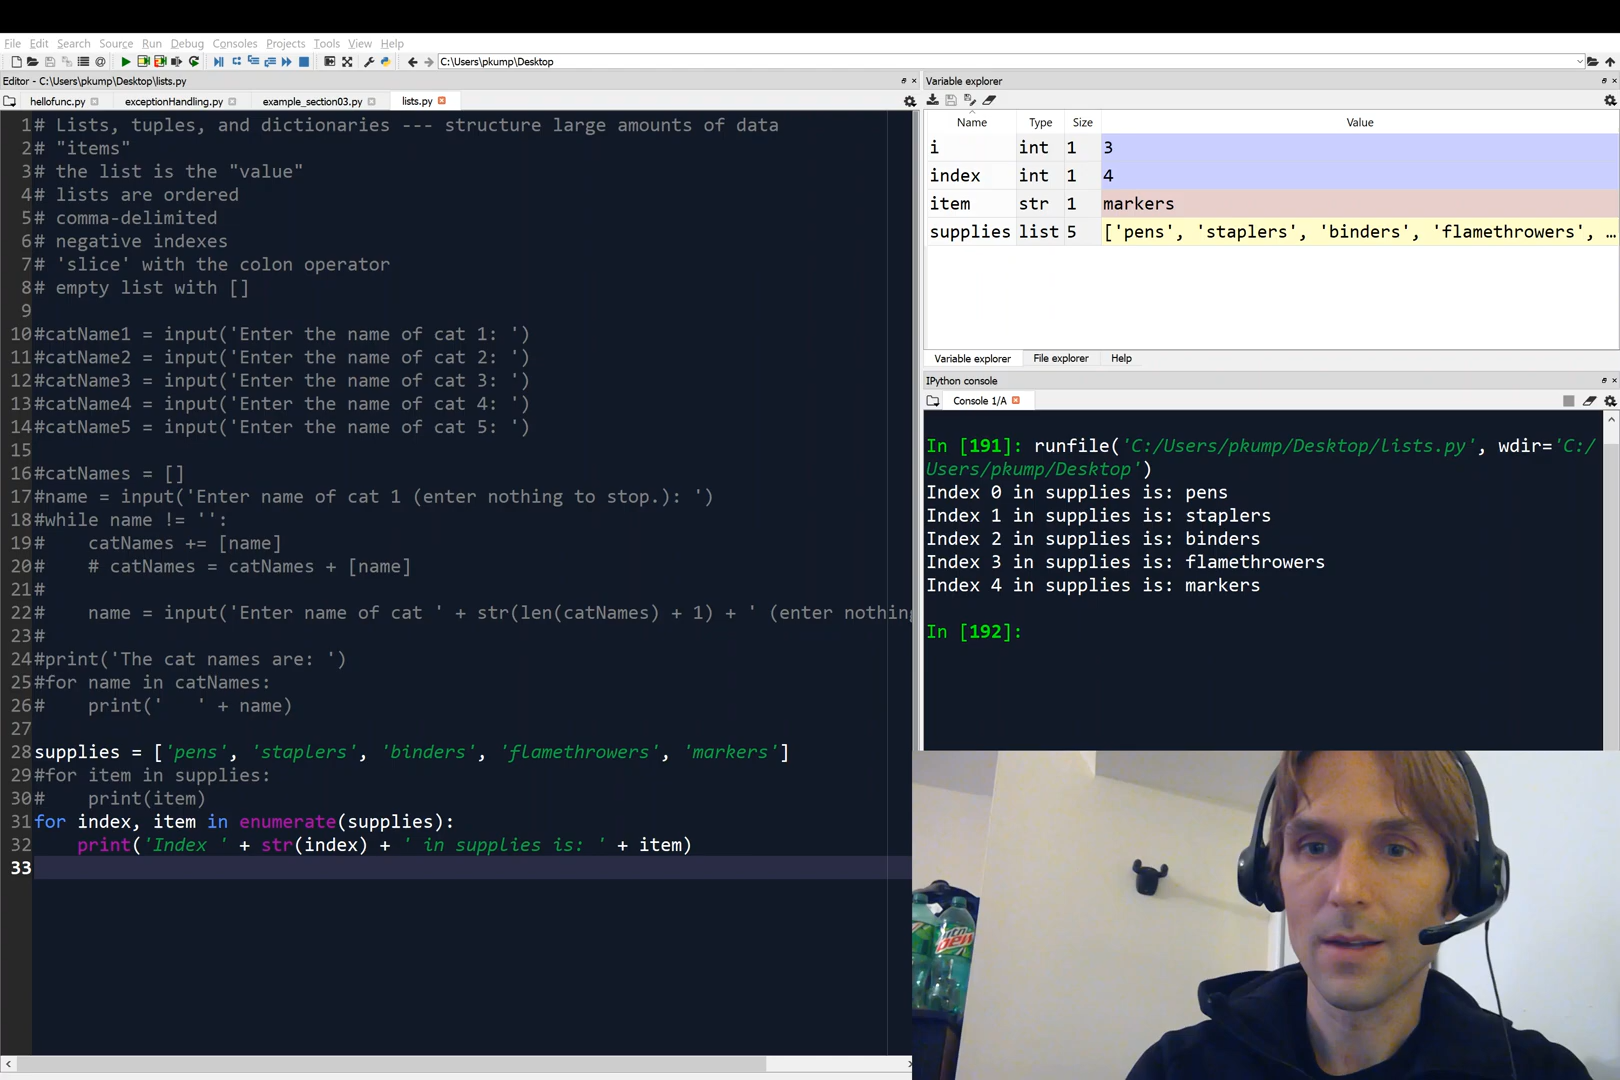 File Edit Search Source Run Debug Consoles Projects Tools View Help
C:\Users\pkump\Desktop
Editor - C:\Users\pkump\Desktop\lists.py
hellofunc.py exceptionHandling.py example_section03.py lists.py
1# Lists, tuples, and dictionaries --- structure large amounts of data
2# "items"
3# the list is the "value"
4# lists are ordered
5# comma-delimited
6# negative indexes
7# 'slice' with the colon operator
8# empty list with []
9
10#catName1 = input('Enter the name of cat 1: ')
11#catName2 = input('Enter the name of cat 2: ')
12#catName3 = input('Enter the name of cat 3: ')
13#catName4 = input('Enter the name of cat 4: ')
14#catName5 = input('Enter the name of cat 5: ')
15
16#catNames = []
17#name = input('Enter name of cat 1 (enter nothing to stop.): ')
18#while name != '':
19#    catNames += [name]
20#    # catNames = catNames + [name]
21#
22#    name = input('Enter name of cat ' + str(len(catNames) + 1) + ' (enter nothing
23#
24#print('The cat names are: ')
25#for name in catNames:
26#    print('   ' + name)
27
28 supplies = ['pens', 'staplers', 'binders', 'flamethrowers', 'markers']
29#for item in supplies:
30#    print(item)
31 for index, item in enumerate(supplies):
32    print('Index ' + str(index) + ' in supplies is: ' + item)
33
Variable explorer
Name Type Size Value
i int 1 3
index int 1 4
item str 1 markers
supplies list 5 ['pens', 'staplers', 'binders', 'flamethrowers', …
Variable explorer File explorer Help
IPython console
Console 1/A
In [191]: runfile('C:/Users/pkump/Desktop/lists.py', wdir='C:/
Users/pkump/Desktop')
Index 0 in supplies is: pens
Index 1 in supplies is: staplers
Index 2 in supplies is: binders
Index 3 in supplies is: flamethrowers
Index 4 in supplies is: markers
In [192]:
mtn
Dew